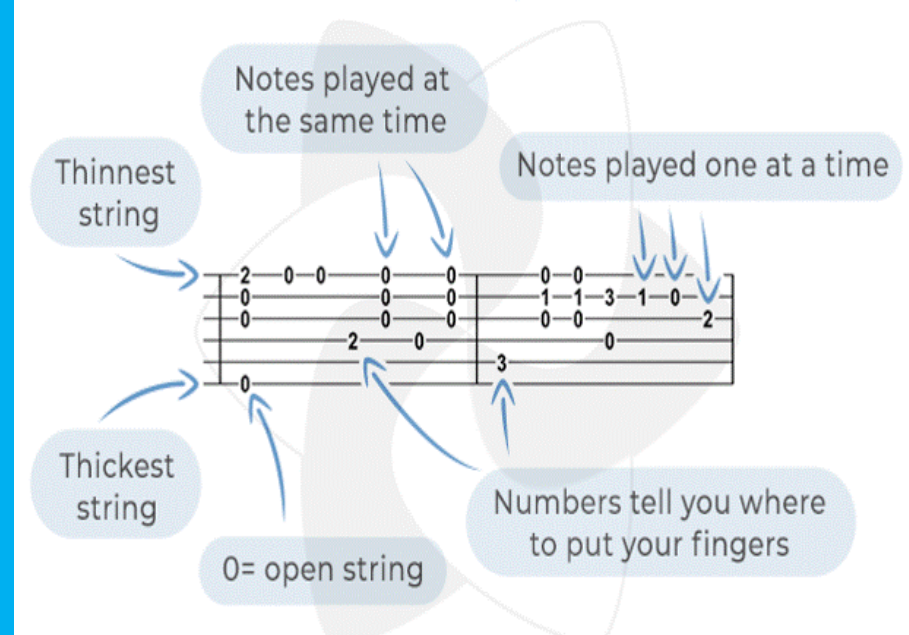 Notes played at
the same time
Thinnest
string
Notes played one at a time
2 0 0 0 0 0 0
0 0 0 1 1 3 1 0
0 0 0 0 0 2
2 0 0
3
0
Thickest
string
0= open string
Numbers tell you where
to put your fingers